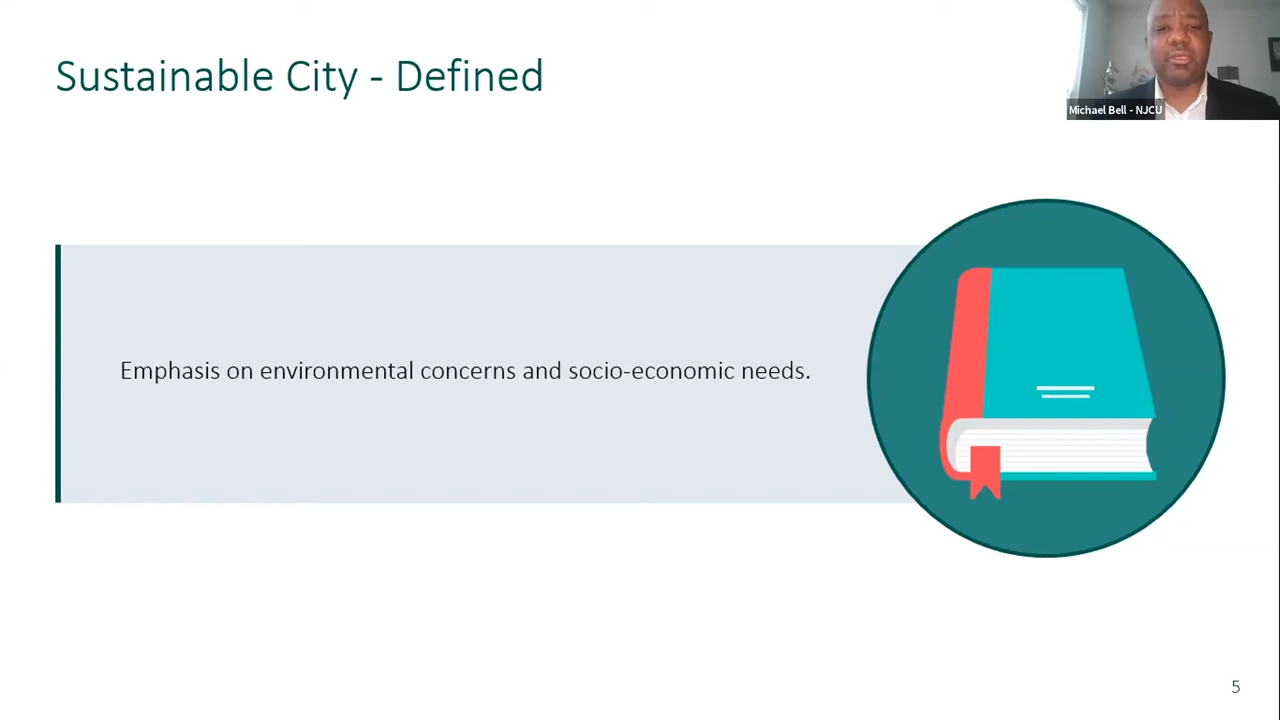 Sustainable City - Defined
Michael Bell - NJCU
Emphasis on environmental concerns and socio-economic needs.
5